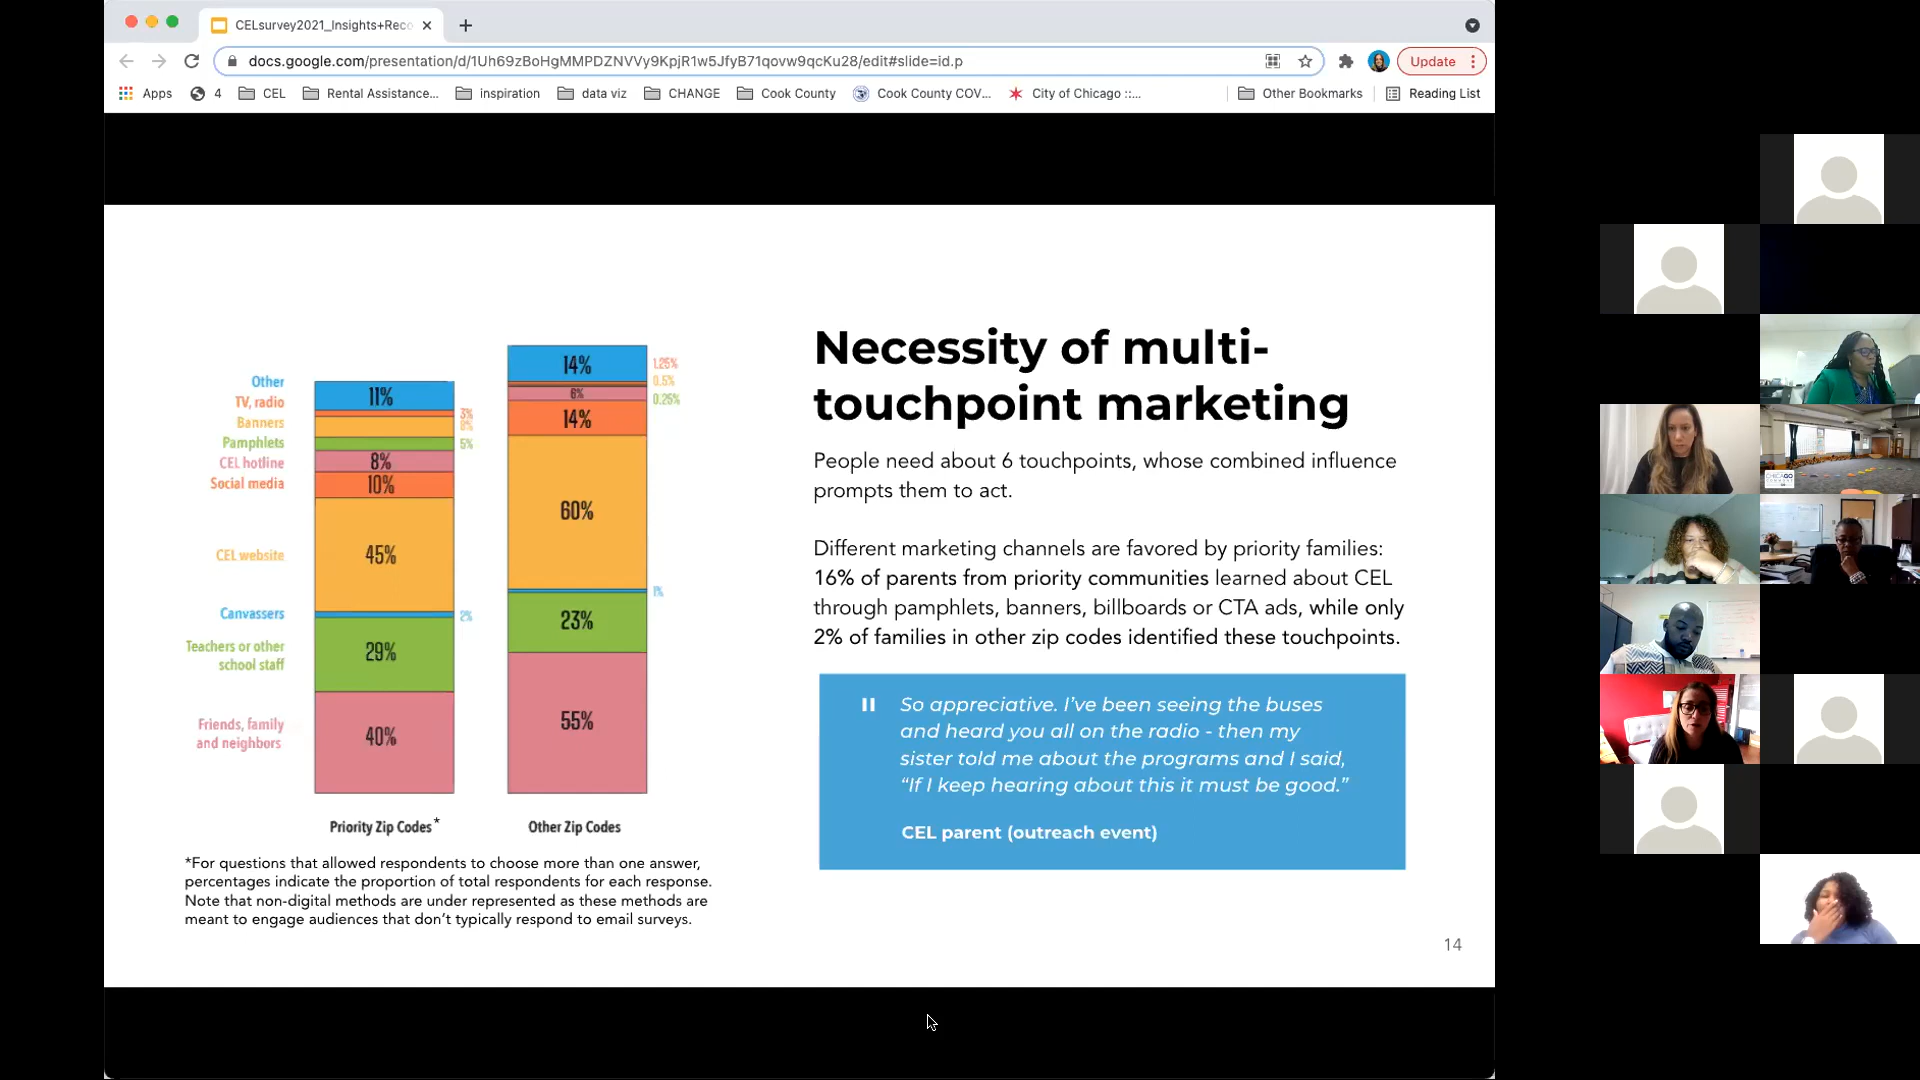 CELsurvey2021_Insights+Reco
docs.google.com/presentation/d/1Uh69zBoHgMMPDZNVVy9KpjR1w5JfyB71qovw9qcKu28/edit#slide=id.p
Update
Apps
4
CEL
Rental Assistance...
inspiration
data viz
CHANGE
Cook County
Cook County COV...
City of Chicago ::...
Other Bookmarks
Reading List
Other
TV, radio
Banners
Pamphlets
CEL hotline
Social media
CEL website
Canvassers
Teachers or other
school staff
Friends, family
and neighbors
11%
3%
5%
8%
10%
45%
2%
29%
40%
Priority Zip Codes*
14%
1.25%
0.5%
6%
0.25%
14%
60%
1%
23%
55%
Other Zip Codes
*For questions that allowed respondents to choose more than one answer,
percentages indicate the proportion of total respondents for each response.
Note that non-digital methods are under represented as these methods are
meant to engage audiences that don't typically respond to email surveys.
Necessity of multi-
touchpoint marketing
People need about 6 touchpoints, whose combined influence
prompts them to act.
Different marketing channels are favored by priority families:
16% of parents from priority communities learned about CEL
through pamphlets, banners, billboards or CTA ads, while only
2% of families in other zip codes identified these touchpoints.
So appreciative. I've been seeing the buses
and heard you all on the radio - then my
sister told me about the programs and I said,
“If I keep hearing about this it must be good.”
CEL parent (outreach event)
14